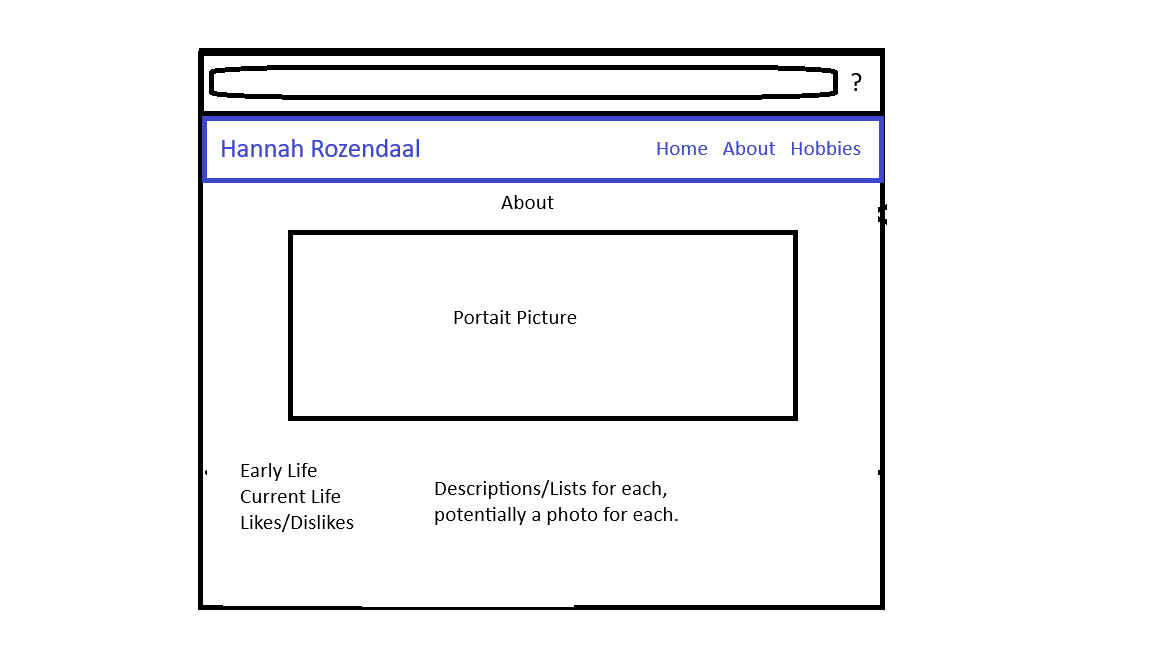 ?
Hannah Rozendaal
Home About Hobbies
About
Portait Picture
Early Life
Current Life
Likes/Dislikes
Descriptions/Lists for each,
potentially a photo for each.